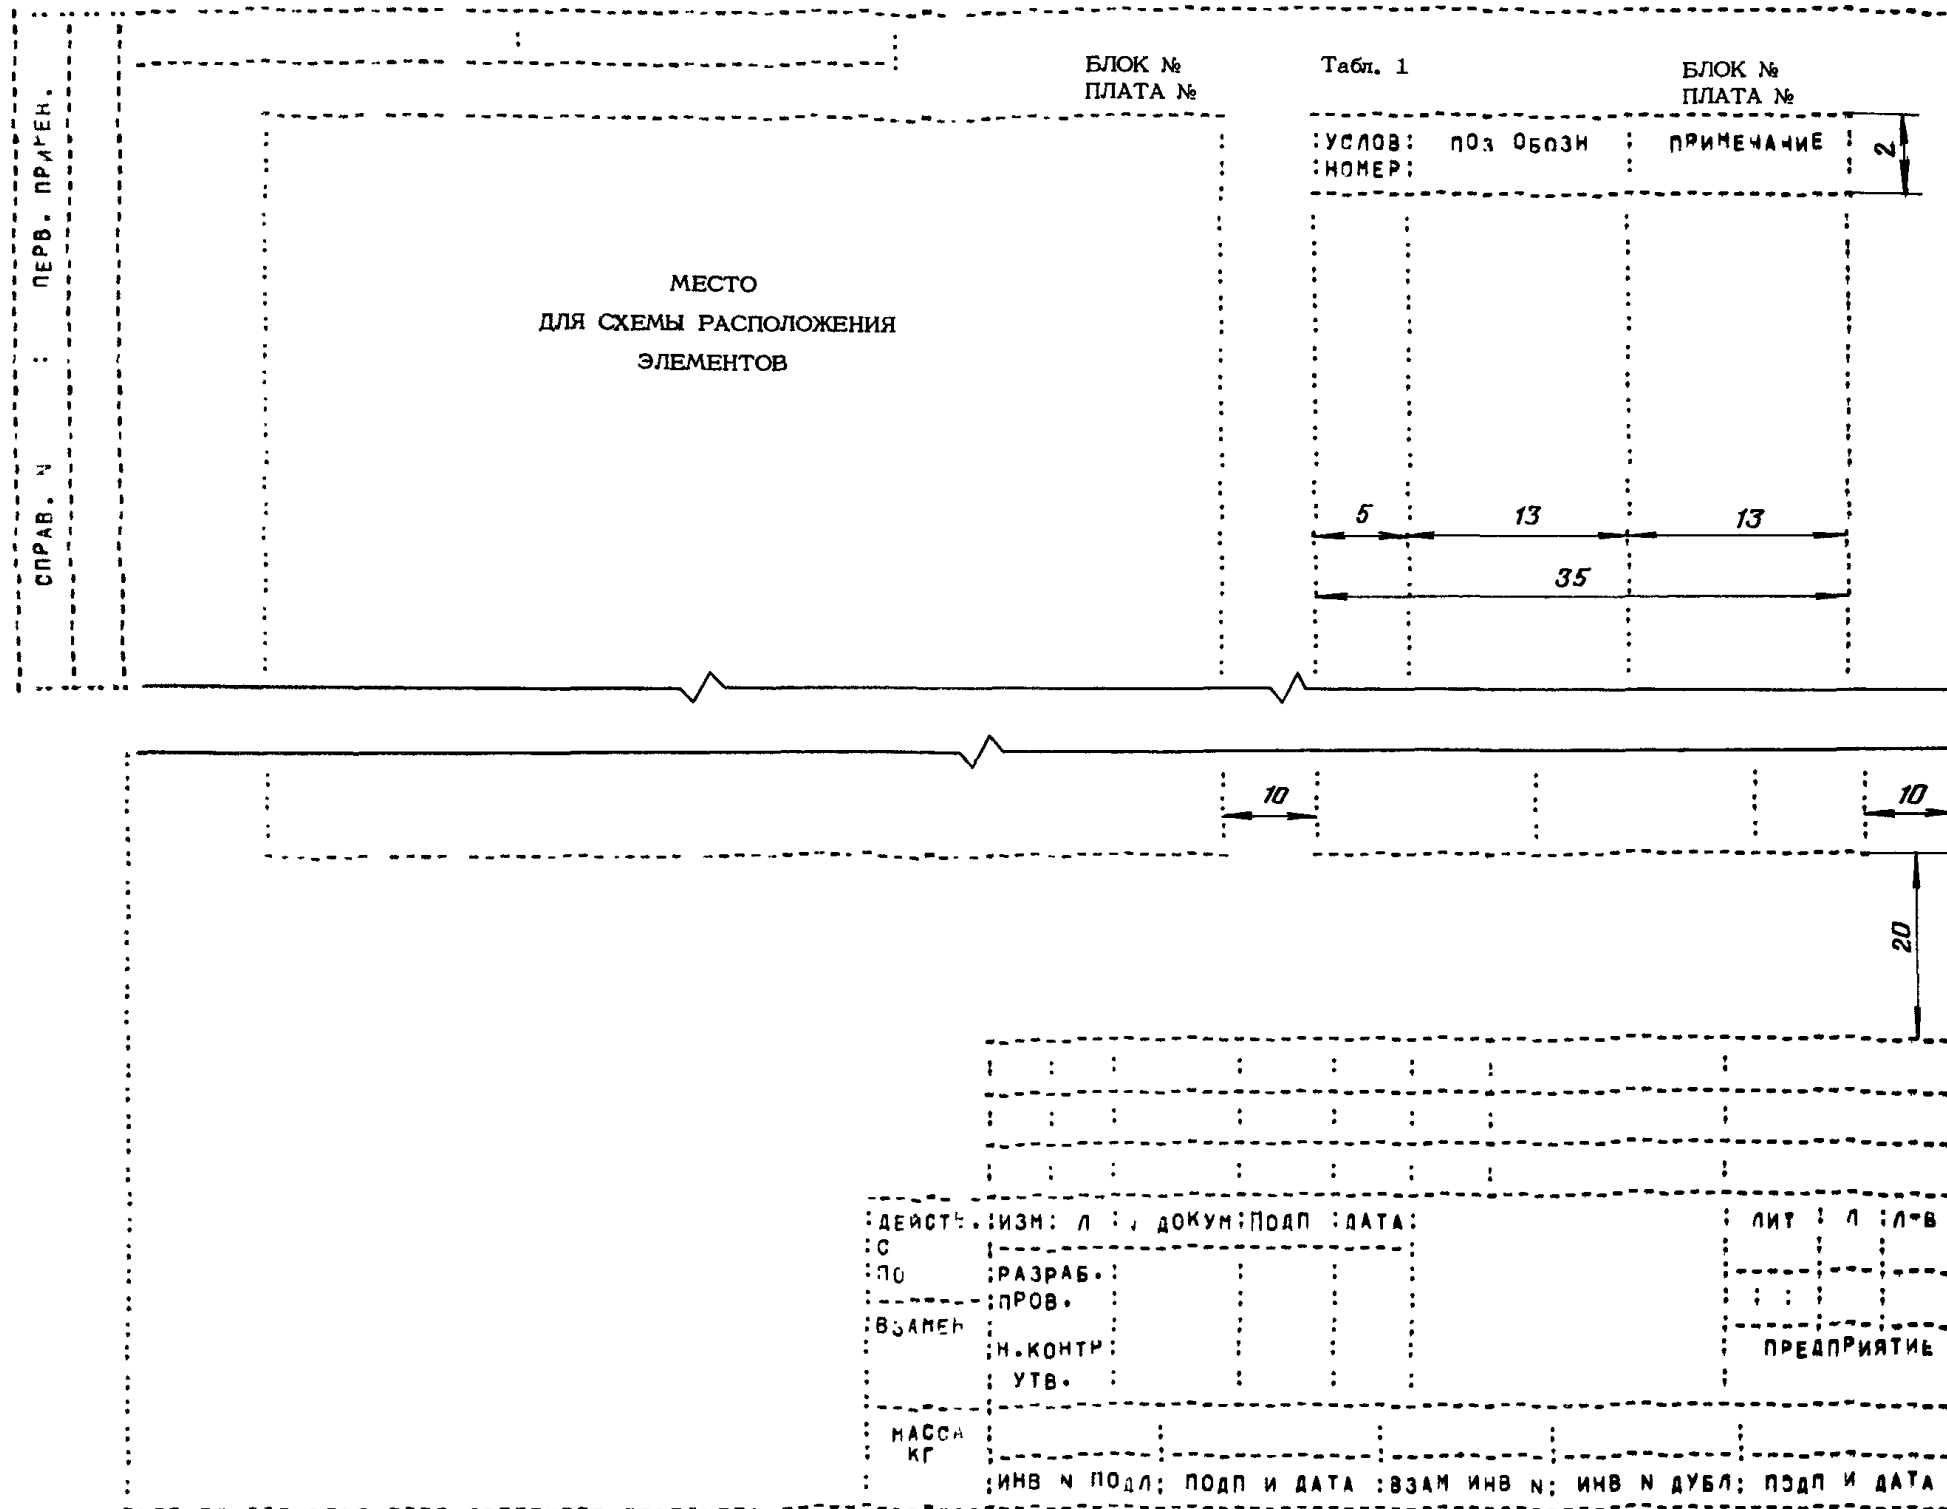 ПЕРВ. ПРИМЕН.
СПРАВ. N
БЛОК №
ПЛАТА №
Табл. 1
БЛОК №
ПЛАТА №
УСЛОВ НОМЕР
ПОЗ ОБОЗН
ПРИМЕЧАНИЕ
2
МЕСТО
ДЛЯ СХЕМЫ РАСПОЛОЖЕНИЯ
ЭЛЕМЕНТОВ
5 13 13
35
10 10
20
ДЕЙСТ. ИЗМ Л ДОКУМ ПОДП ДАТА ЛИТ Л Л-В
С
ПО РАЗРАБ.
ПРОВ.
ВЗАМЕН
Н.КОНТР ПРЕДПРИЯТИЕ
УТВ.
МАССА
КГ
ИНВ N ПОДЛ ПОДП И ДАТА ВЗАМ ИНВ N ИНВ N ДУБЛ ПОДП И ДАТА